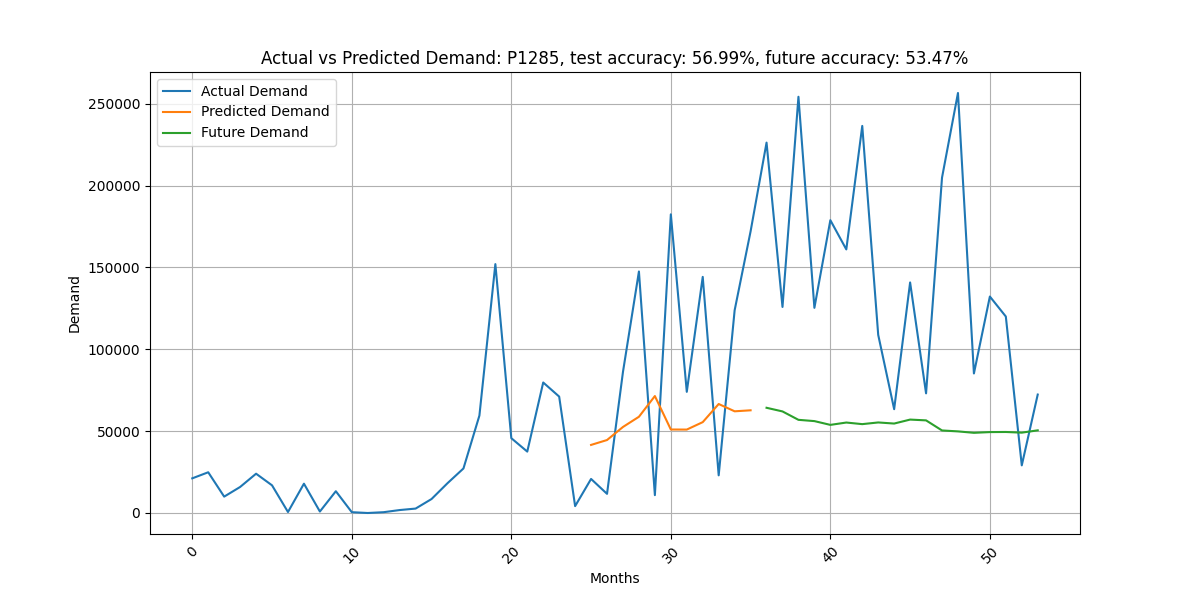 Actual vs Predicted Demand: P1285, test accuracy: 56.99%, future accuracy: 53.47%
Actual Demand
Predicted Demand
Future Demand
250000
200000
150000
100000
50000
0
Demand
0
10
20
30
40
50
Months